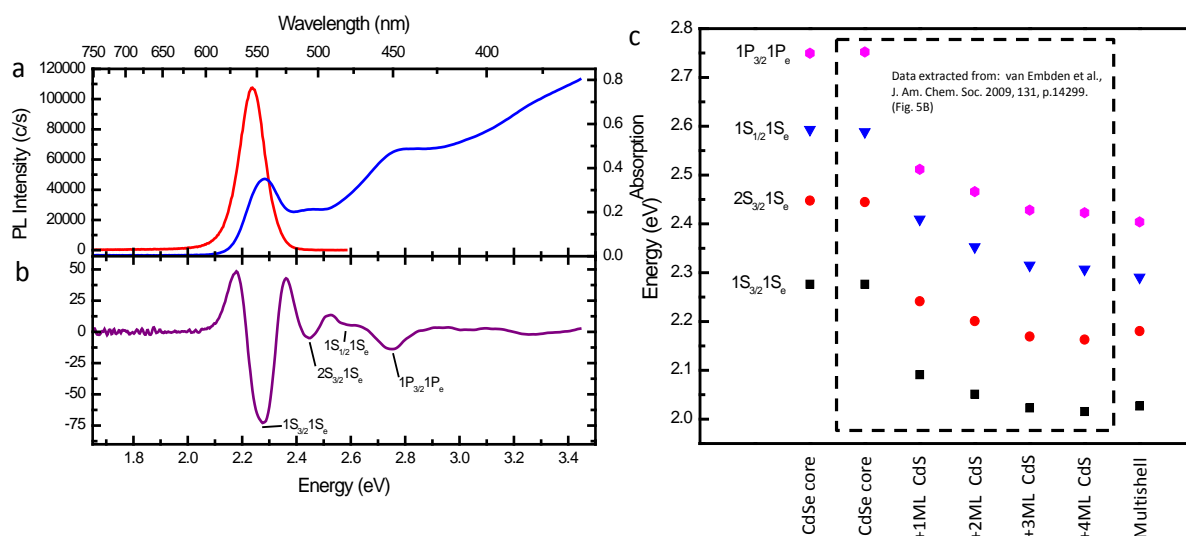 Wavelength (nm)
750 700 650 600 550 500 450 400
a
PL Intensity (c/s)
120000
100000
80000
60000
40000
20000
0
0.8
0.6
0.4
0.2
0.0
Absorption
b
50
25
0
-25
-50
-75
1S1/21Se
2S3/21Se
1P3/21Pe
1S3/21Se
1.8 2.0 2.2 2.4 2.6 2.8 3.0 3.2 3.4
Energy (eV)
c
Energy (eV)
2.8
2.7
2.6
2.5
2.4
2.3
2.2
2.1
2.0
1P3/21Pe
1S1/21Se
2S3/21Se
1S3/21Se
Data extracted from: van Embden et al.,
J. Am. Chem. Soc. 2009, 131, p.14299.
(Fig. 5B)
CdSe core
CdSe core
+1ML CdS
+2ML CdS
+3ML CdS
+4ML CdS
Multishell